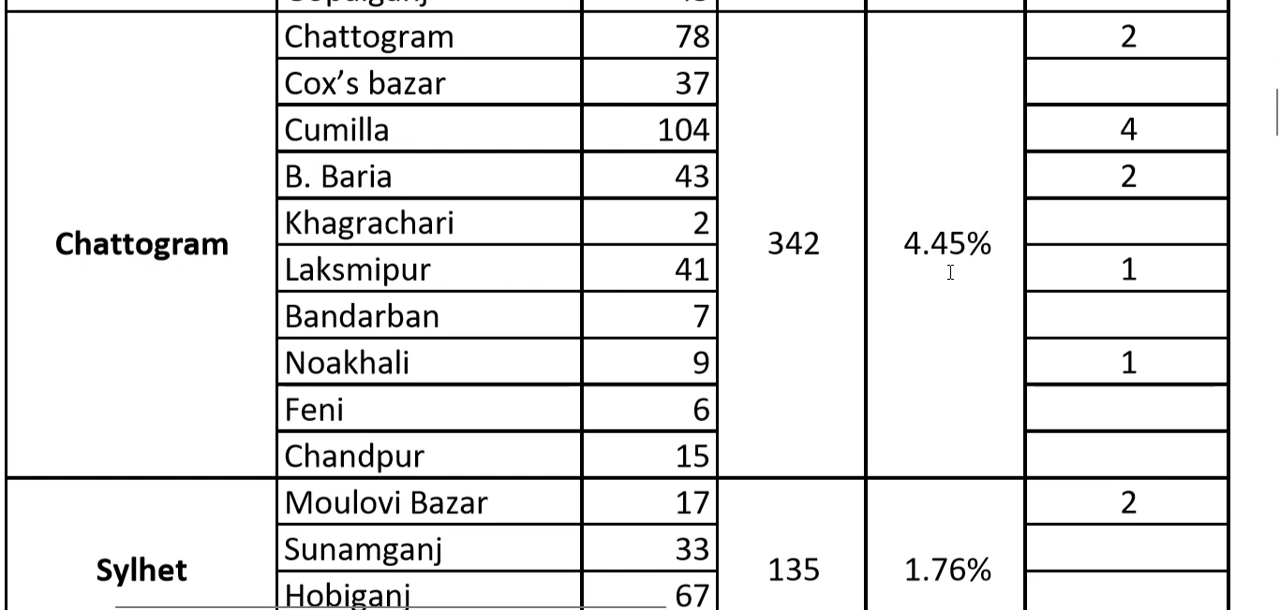 Chattogram 78 2
Cox's bazar 37
Cumilla 104 4
B. Baria 43 2
Khagrachari 2
Chattogram 342 4.45%
Laksmipur 41 1
Bandarban 7
Noakhali 9 1
Feni 6
Chandpur 15
Moulovi Bazar 17 2
Sunamganj 33
Sylhet 135 1.76%
Hobiganj 67